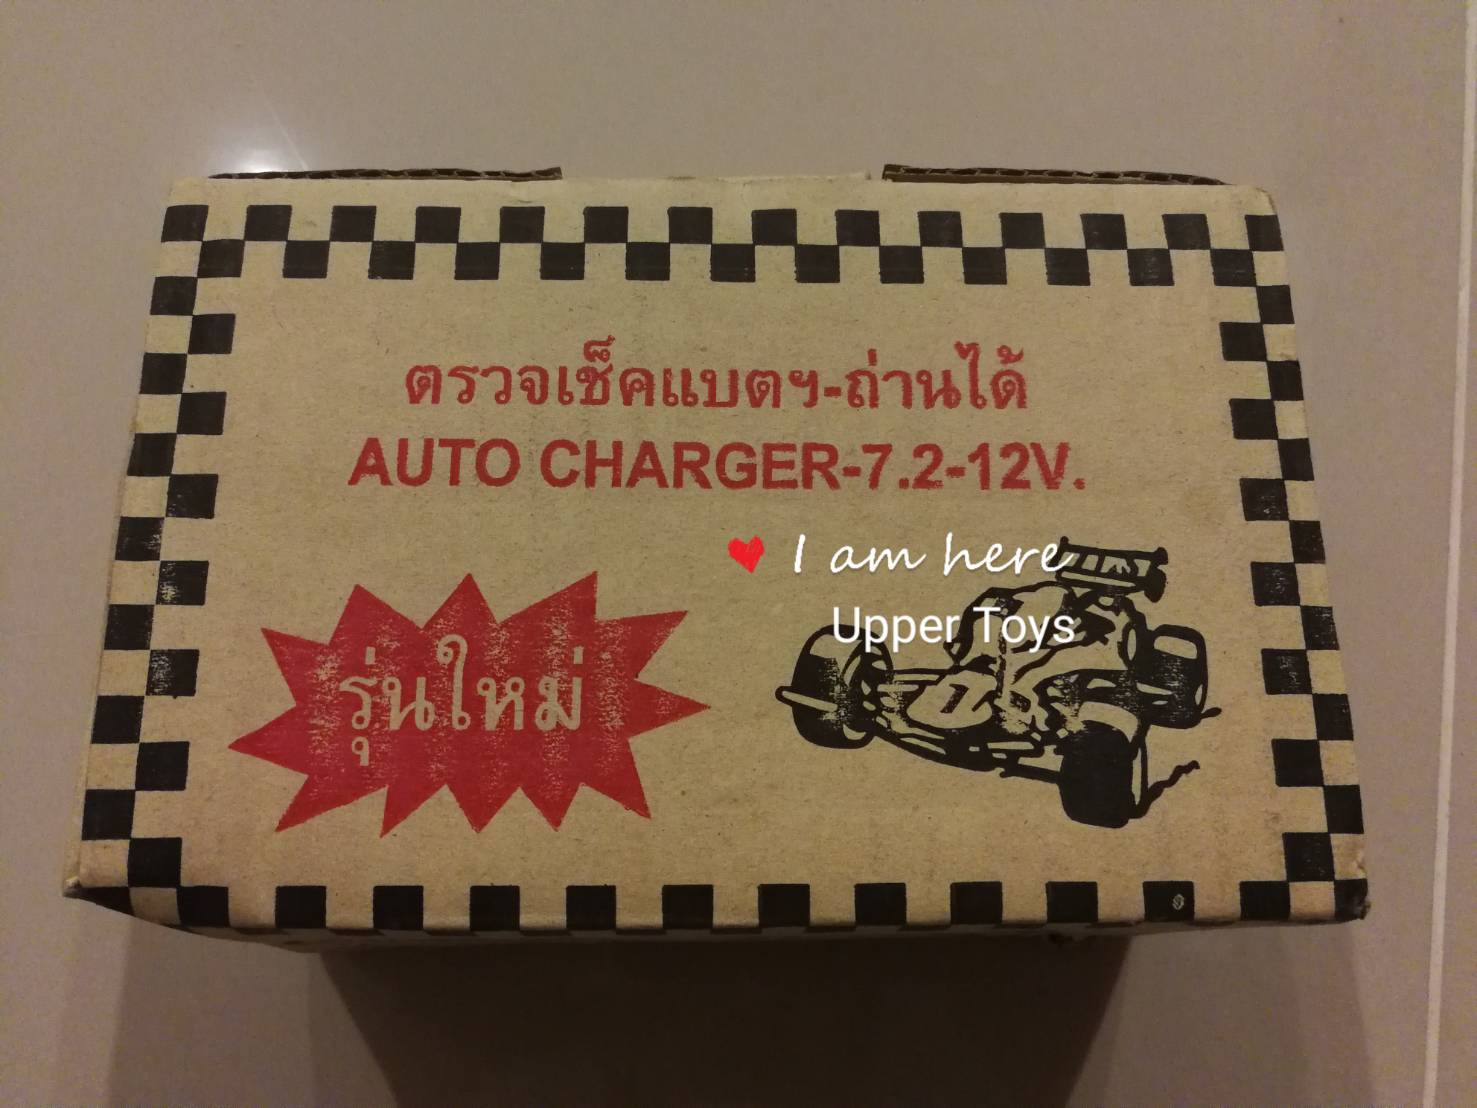 ตรวจเช็คแบตฯ-ถ่านได้
AUTO CHARGER-7.2-12V.
I am here
Upper Toys
รุ่นใหม่
7